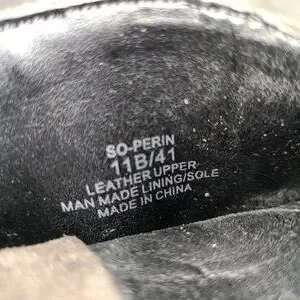 SO-PERIN
11B/41
LEATHER UPPER
MAN MADE LINING/SOLE
MADE IN CHINA